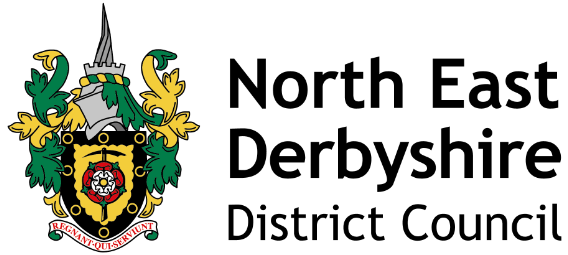 North East
Derbyshire
District Council
REGNANT·QUI·SERVIUNT